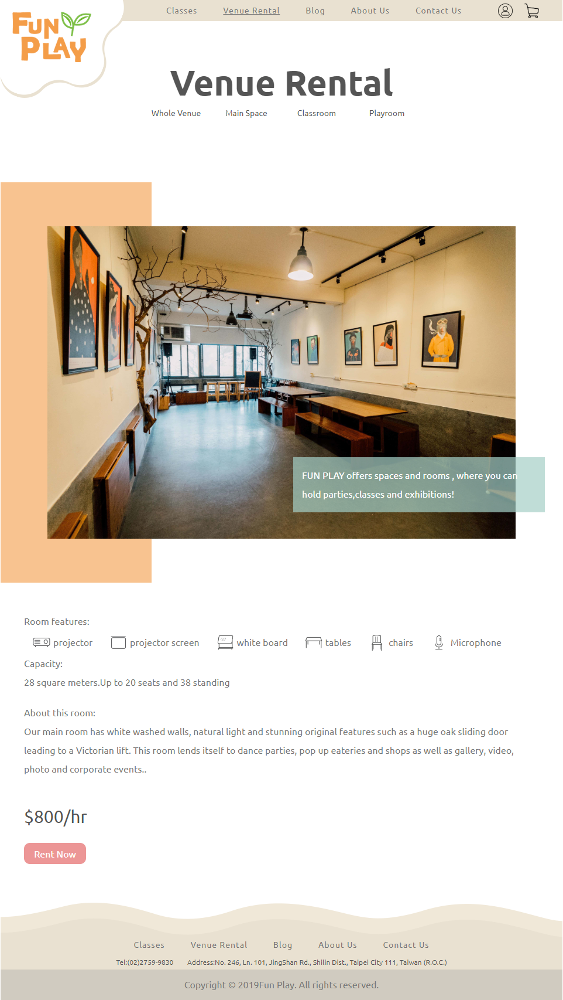 FUN
PLAY
Classes Venue Rental Blog About Us Contact Us
Venue Rental
Whole Venue Main Space Classroom Playroom
FUN PLAY offers spaces and rooms , where you can
hold parties,classes and exhibitions!
Room features:
projector projector screen white board tables chairs Microphone
Capacity:
28 square meters.Up to 20 seats and 38 standing
About this room:
Our main room has white washed walls, natural light and stunning original features such as a huge oak sliding door
leading to a Victorian lift. This room lends itself to dance parties, pop up eateries and shops as well as gallery, video,
photo and corporate events..
$800/hr
Rent Now
Classes Venue Rental Blog About Us Contact Us
Tel:(02)2759-9830 Address:No. 246, Ln. 101, JingShan Rd., Shilin Dist., Taipei City 111, Taiwan (R.O.C.)
Copyright © 2019Fun Play. All rights reserved.